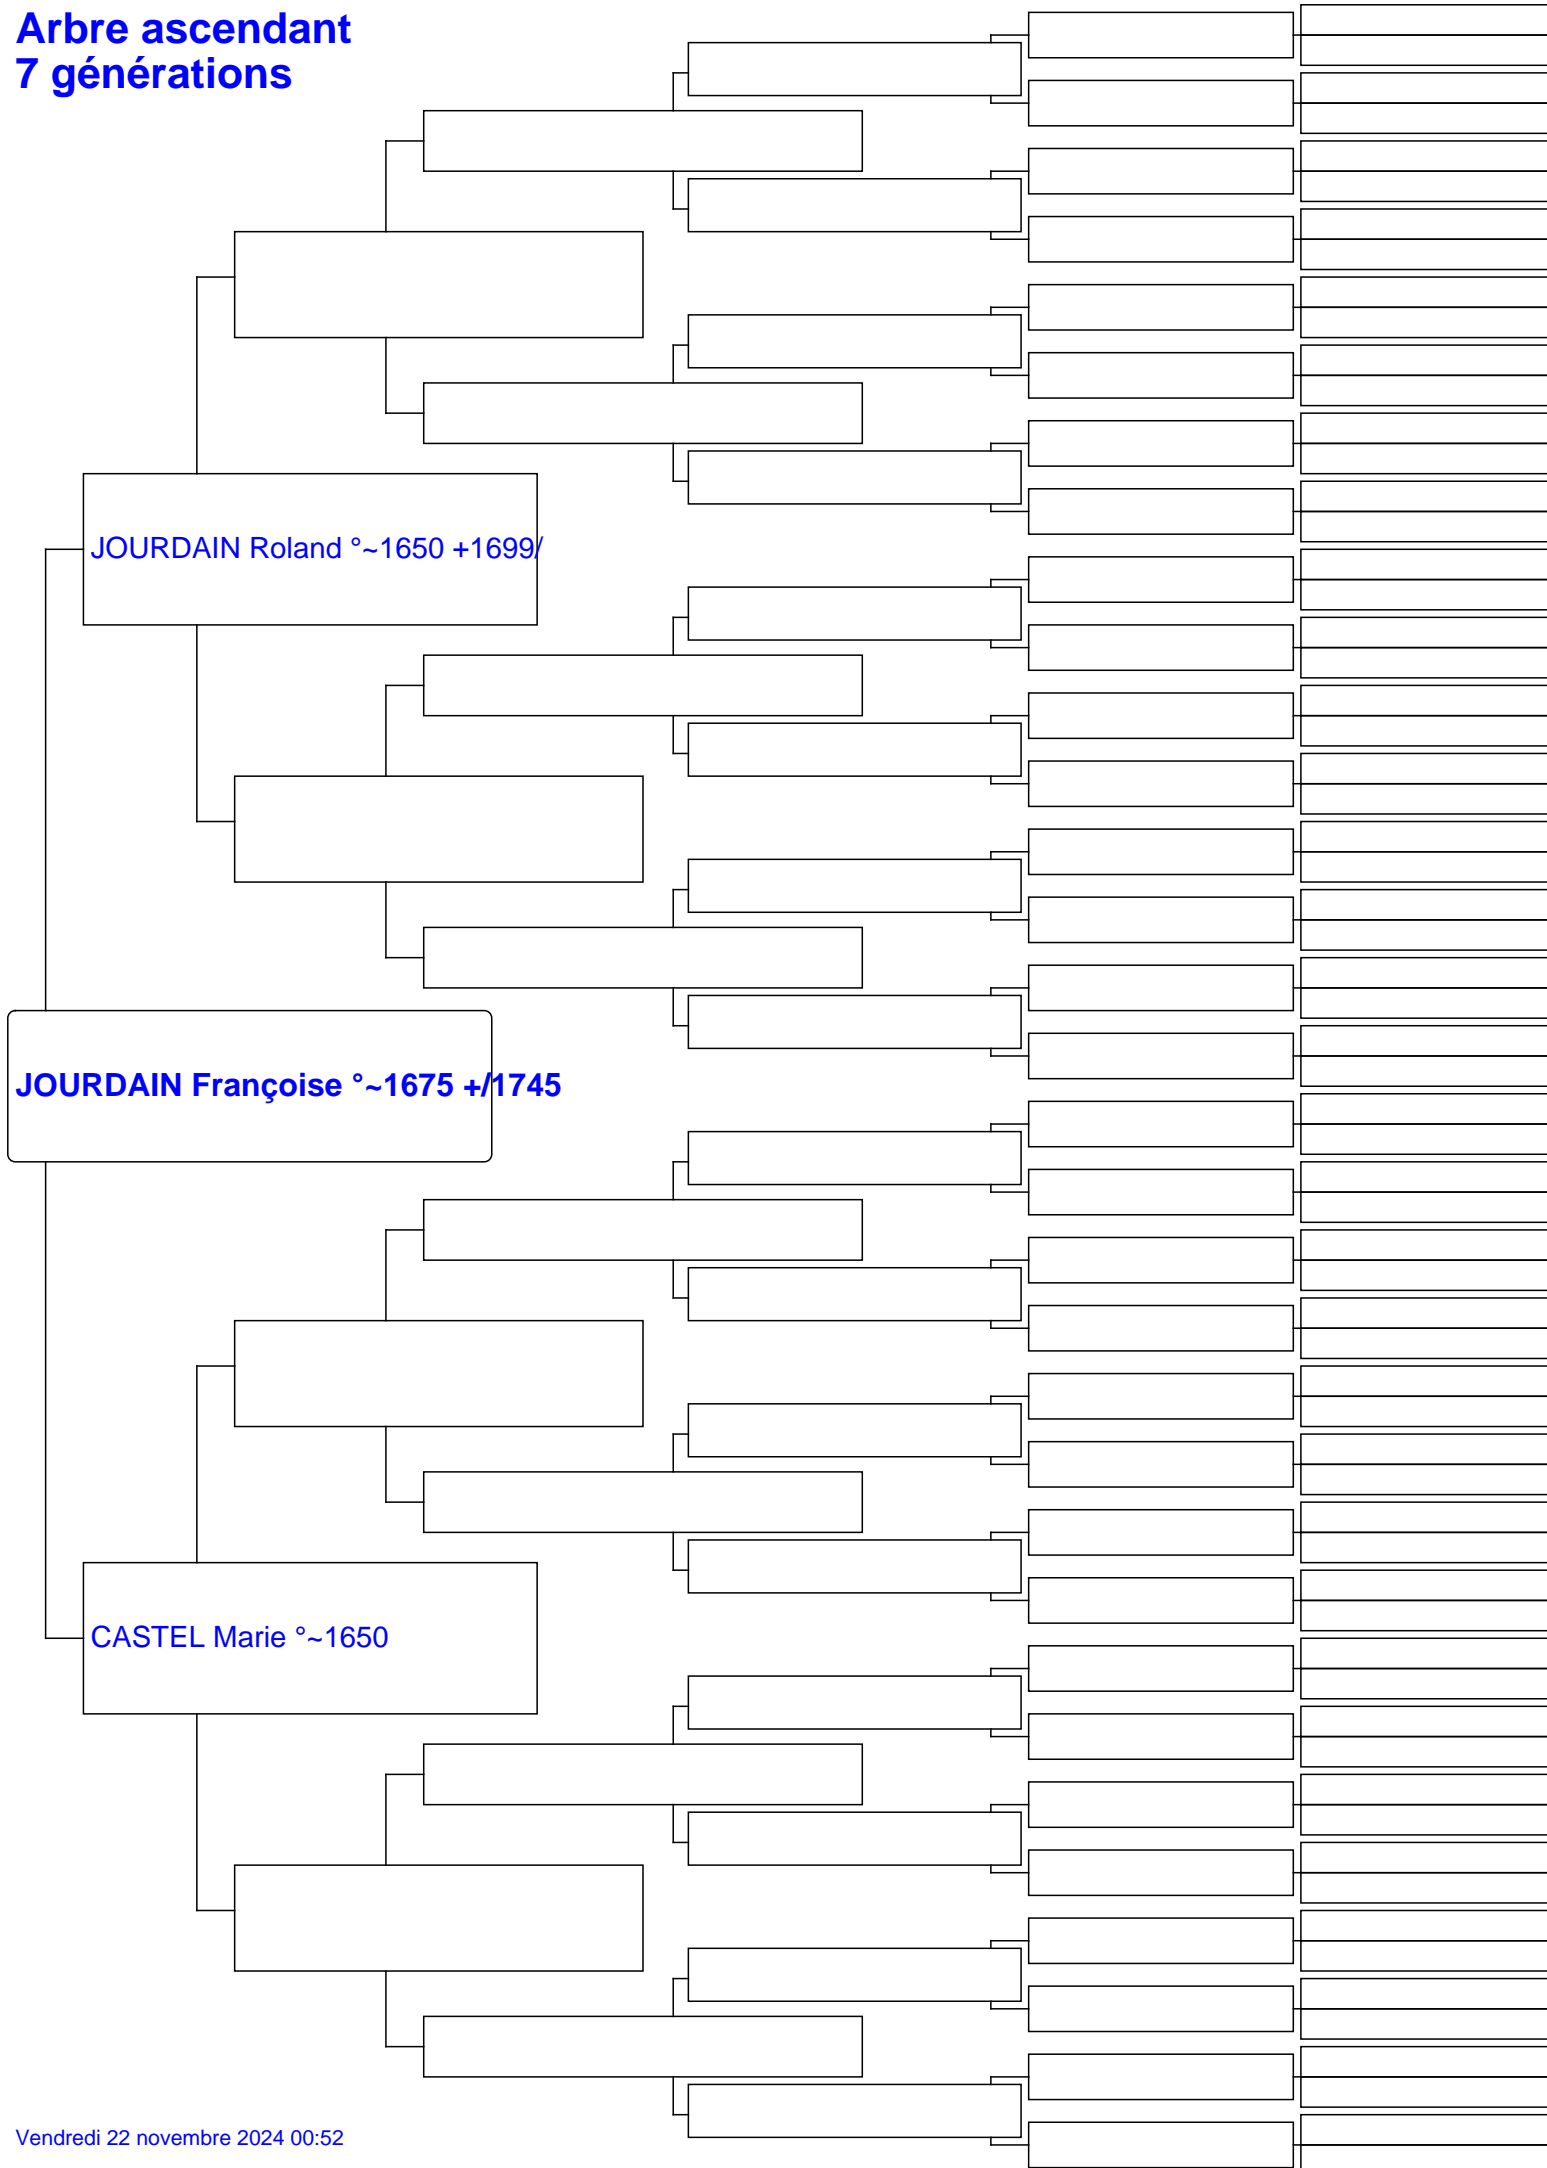 Arbre ascendant
7 générations
JOURDAIN Roland °~1650 +1699/
JOURDAIN Françoise °~1675 +/1745
CASTEL Marie °~1650
Vendredi 22 novembre 2024 00:52